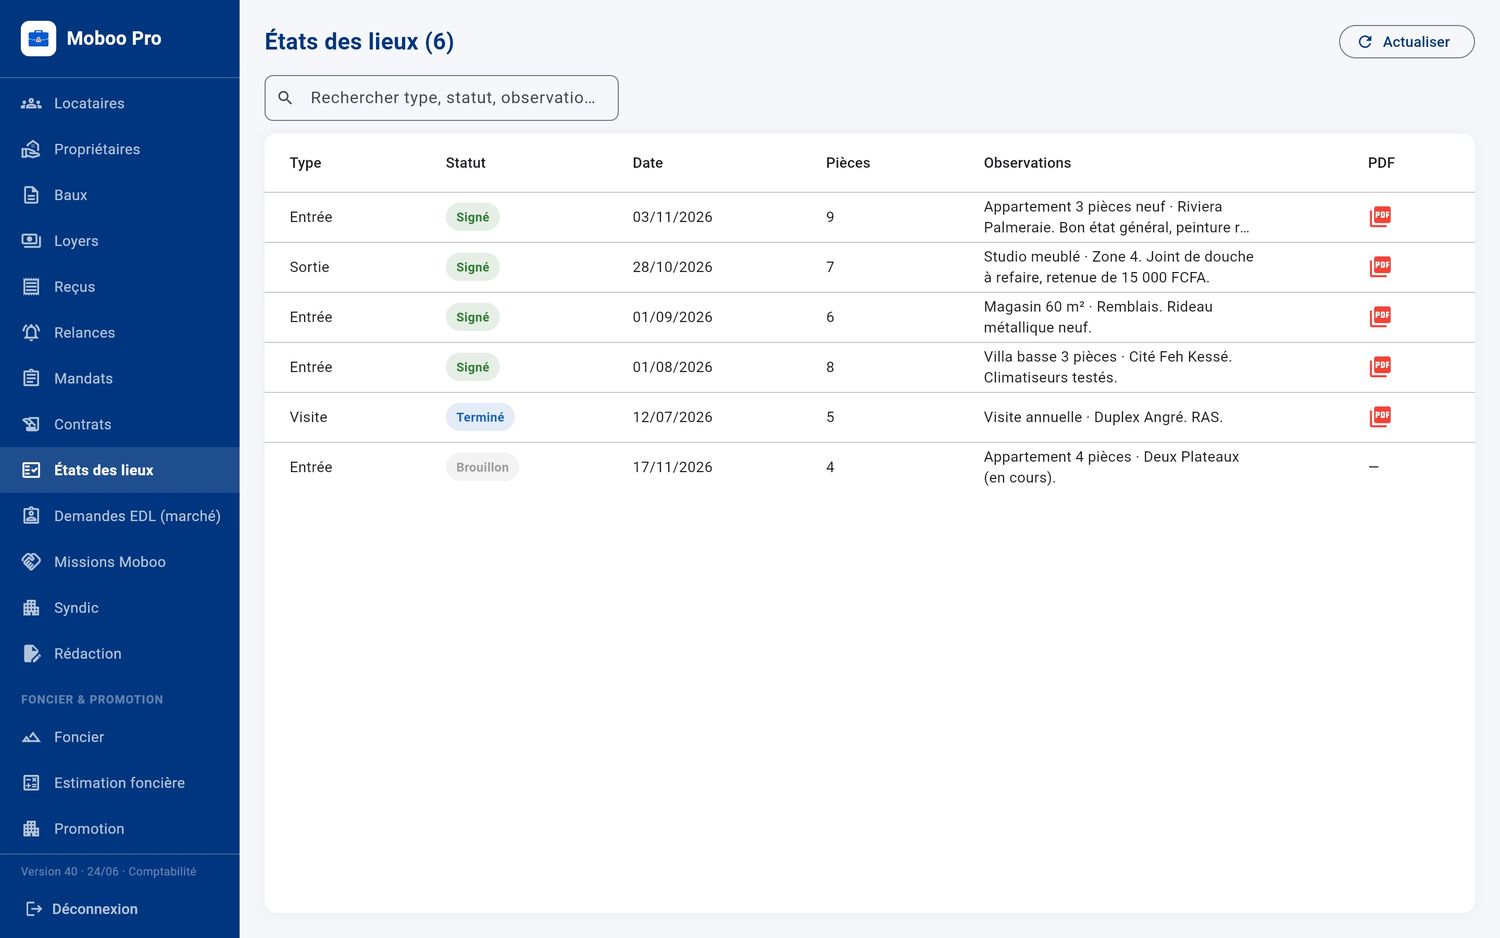 Moboo Pro
Locataires
Propriétaires
Baux
Loyers
Reçus
Relances
Mandats
Contrats
États des lieux
Demandes EDL (marché)
Missions Moboo
Syndic
Rédaction
FONCIER & PROMOTION
Foncier
Estimation foncière
Promotion
Version 40 · 24/06 · Comptabilité
Déconnexion
États des lieux (6)
Actualiser
Rechercher type, statut, observatio…
Type Statut Date Pièces Observations PDF
Entrée Signé 03/11/2026 9 Appartement 3 pièces neuf · Riviera
Palmeraie. Bon état général, peinture r… PDF
Sortie Signé 28/10/2026 7 Studio meublé · Zone 4. Joint de douche
à refaire, retenue de 15 000 FCFA. PDF
Entrée Signé 01/09/2026 6 Magasin 60 m² · Remblais. Rideau
métallique neuf. PDF
Entrée Signé 01/08/2026 8 Villa basse 3 pièces · Cité Feh Kessé.
Climatiseurs testés. PDF
Visite Terminé 12/07/2026 5 Visite annuelle · Duplex Angré. RAS. PDF
Entrée Brouillon 17/11/2026 4 Appartement 4 pièces · Deux Plateaux
(en cours). —